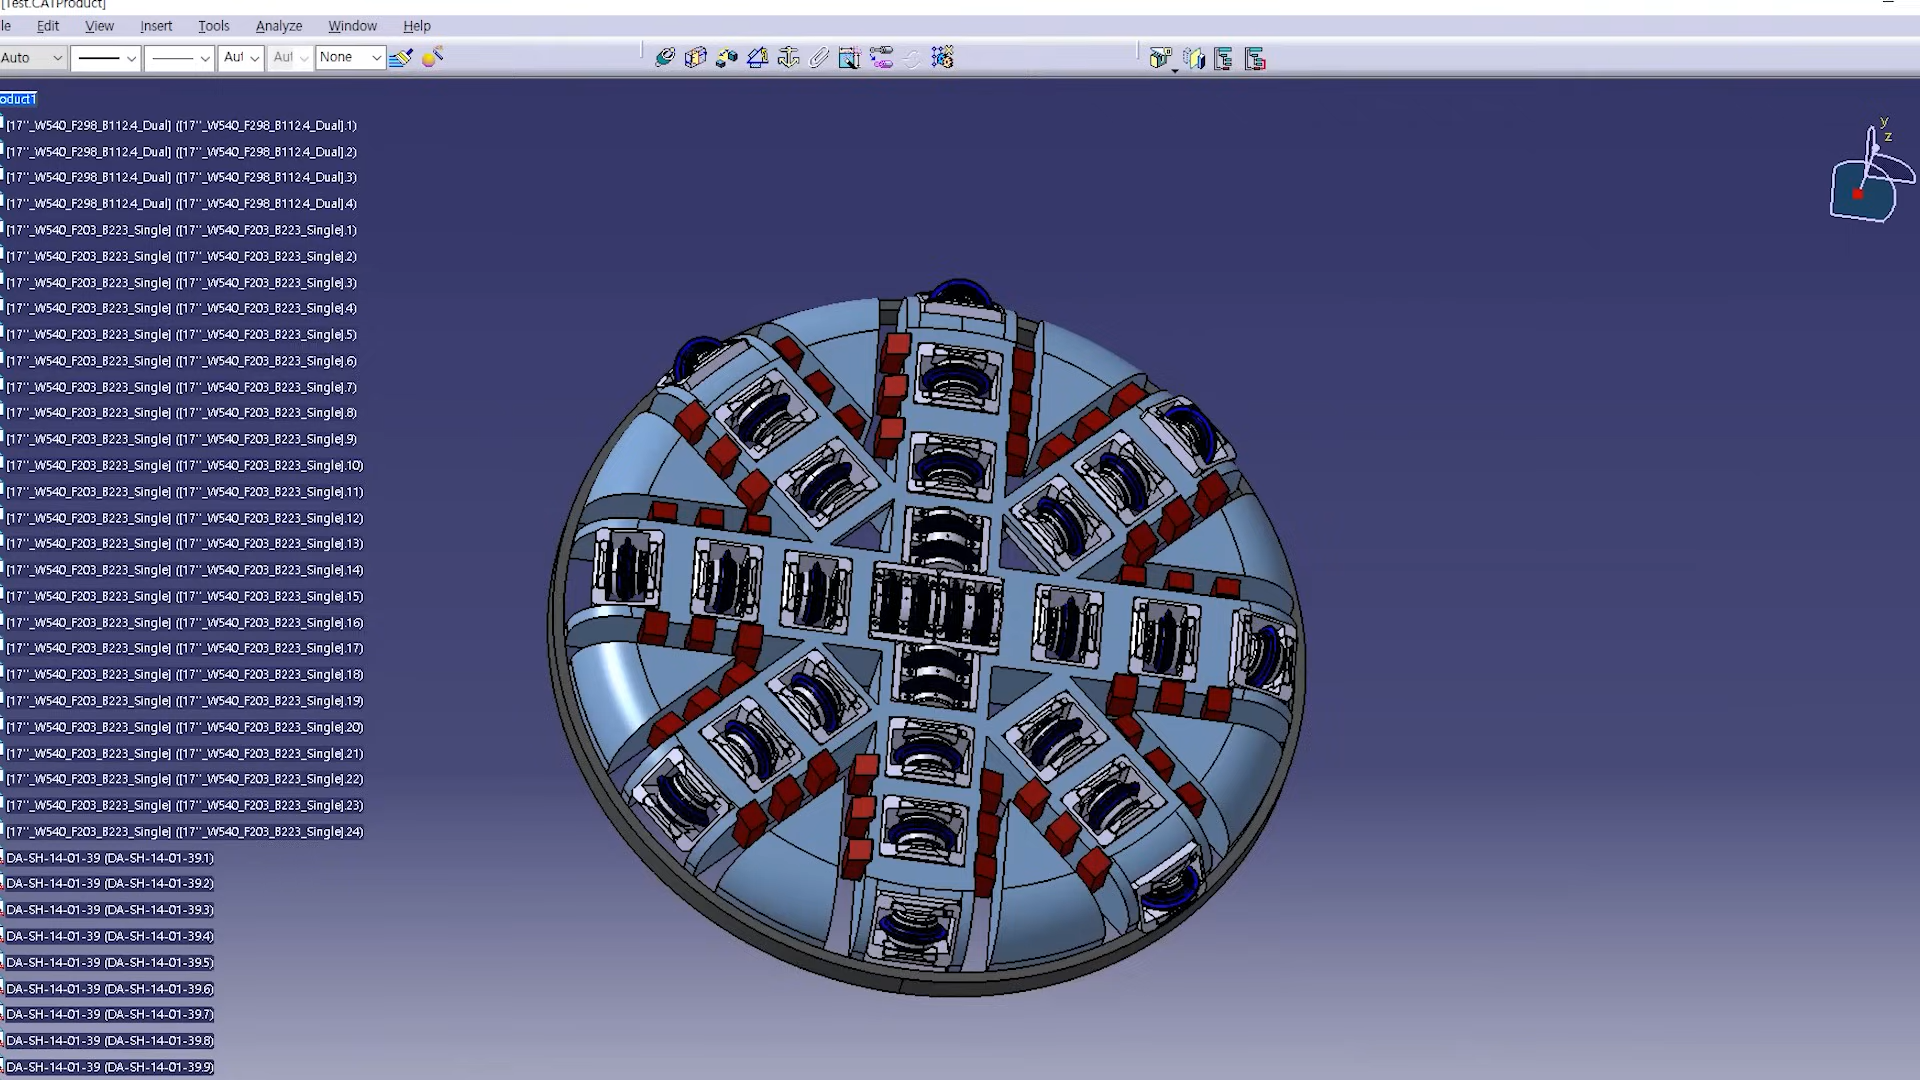 [Test.CATProduct]
le Edit View Insert Tools Analyze Window Help
Auto Aut Aut None
oduct1
y
z
[17"_W540_F298_B112.4_Dual] ([17"_W540_F298_B112.4_Dual].1)
[17"_W540_F298_B112.4_Dual] ([17"_W540_F298_B112.4_Dual].2)
[17"_W540_F298_B112.4_Dual] ([17"_W540_F298_B112.4_Dual].3)
[17"_W540_F298_B112.4_Dual] ([17"_W540_F298_B112.4_Dual].4)
[17"_W540_F203_B223_Single] ([17"_W540_F203_B223_Single].1)
[17"_W540_F203_B223_Single] ([17"_W540_F203_B223_Single].2)
[17"_W540_F203_B223_Single] ([17"_W540_F203_B223_Single].3)
[17"_W540_F203_B223_Single] ([17"_W540_F203_B223_Single].4)
[17"_W540_F203_B223_Single] ([17"_W540_F203_B223_Single].5)
[17"_W540_F203_B223_Single] ([17"_W540_F203_B223_Single].6)
[17"_W540_F203_B223_Single] ([17"_W540_F203_B223_Single].7)
[17"_W540_F203_B223_Single] ([17"_W540_F203_B223_Single].8)
[17"_W540_F203_B223_Single] ([17"_W540_F203_B223_Single].9)
[17"_W540_F203_B223_Single] ([17"_W540_F203_B223_Single].10)
[17"_W540_F203_B223_Single] ([17"_W540_F203_B223_Single].11)
[17"_W540_F203_B223_Single] ([17"_W540_F203_B223_Single].12)
[17"_W540_F203_B223_Single] ([17"_W540_F203_B223_Single].13)
[17"_W540_F203_B223_Single] ([17"_W540_F203_B223_Single].14)
[17"_W540_F203_B223_Single] ([17"_W540_F203_B223_Single].15)
[17"_W540_F203_B223_Single] ([17"_W540_F203_B223_Single].16)
[17"_W540_F203_B223_Single] ([17"_W540_F203_B223_Single].17)
[17"_W540_F203_B223_Single] ([17"_W540_F203_B223_Single].18)
[17"_W540_F203_B223_Single] ([17"_W540_F203_B223_Single].19)
[17"_W540_F203_B223_Single] ([17"_W540_F203_B223_Single].20)
[17"_W540_F203_B223_Single] ([17"_W540_F203_B223_Single].21)
[17"_W540_F203_B223_Single] ([17"_W540_F203_B223_Single].22)
[17"_W540_F203_B223_Single] ([17"_W540_F203_B223_Single].23)
[17"_W540_F203_B223_Single] ([17"_W540_F203_B223_Single].24)
DA-SH-14-01-39 (DA-SH-14-01-39.1)
DA-SH-14-01-39 (DA-SH-14-01-39.2)
DA-SH-14-01-39 (DA-SH-14-01-39.3)
DA-SH-14-01-39 (DA-SH-14-01-39.4)
DA-SH-14-01-39 (DA-SH-14-01-39.5)
DA-SH-14-01-39 (DA-SH-14-01-39.6)
DA-SH-14-01-39 (DA-SH-14-01-39.7)
DA-SH-14-01-39 (DA-SH-14-01-39.8)
DA-SH-14-01-39 (DA-SH-14-01-39.9)